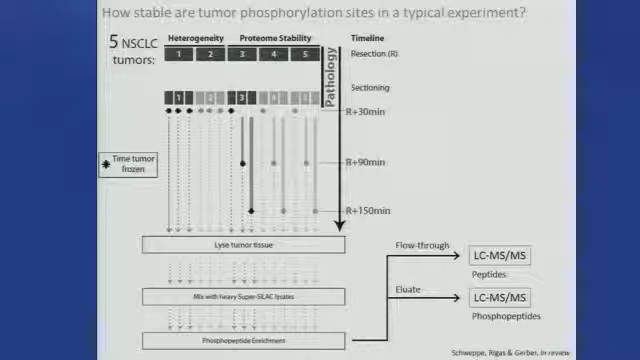 How stable are tumor phosphorylation sites in a typical experiment?
5 NSCLC tumors:
Heterogeneity Proteome Stability Timeline
1 2 3 4 5 Resection (R)
Pathology
Sectioning
1 2 3 4 5
R+30min
Time tumor frozen
R+90min
R+150min
Lyse tumor tissue
Flow-through
LC-MS/MS
Peptides
Mix with heavy Super-SILAC lysates
Eluate
LC-MS/MS
Phosphopeptides
Phosphopeptide Enrichment
Schweppe, Rigas & Gerber, in review.